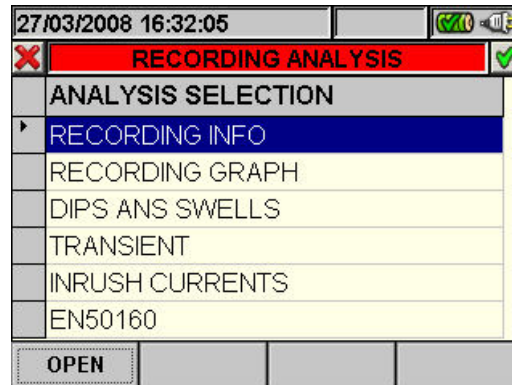 27/03/2008 16:32:05
RECORDING ANALYSIS
ANALYSIS SELECTION
RECORDING INFO
RECORDING GRAPH
DIPS ANS SWELLS
TRANSIENT
INRUSH CURRENTS
EN50160
OPEN